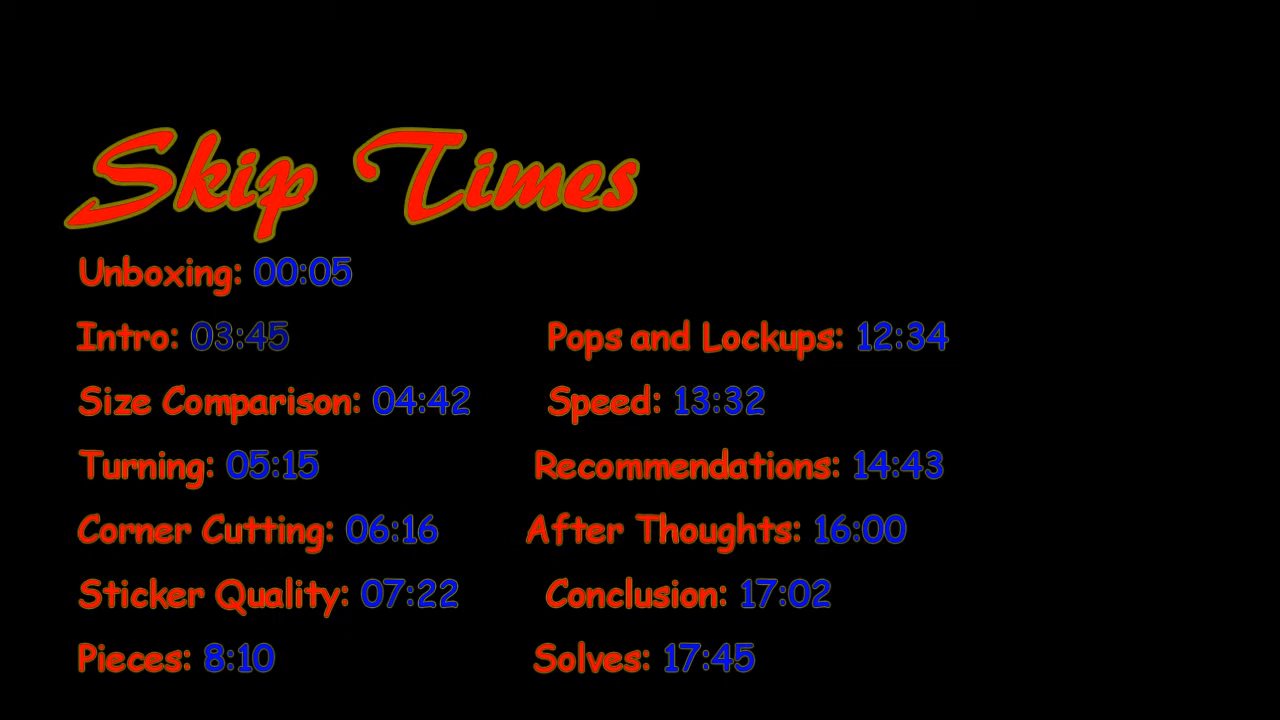 Skip Times
Unboxing: 00:05
Intro: 03:45
Size Comparison: 04:42
Turning: 05:15
Corner Cutting: 06:16
Sticker Quality: 07:22
Pieces: 8:10
Pops and Lockups: 12:34
Speed: 13:32
Recommendations: 14:43
After Thoughts: 16:00
Conclusion: 17:02
Solves: 17:45